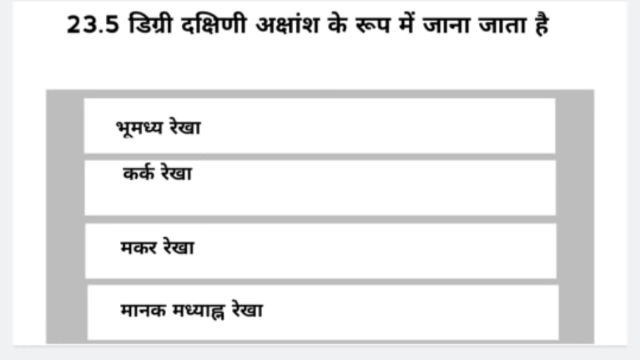 23.5 डिग्री दक्षिणी अक्षांश के रूप में जाना जाता है
भूमध्य रेखा
कर्क रेखा
मकर रेखा
मानक मध्याह्न रेखा